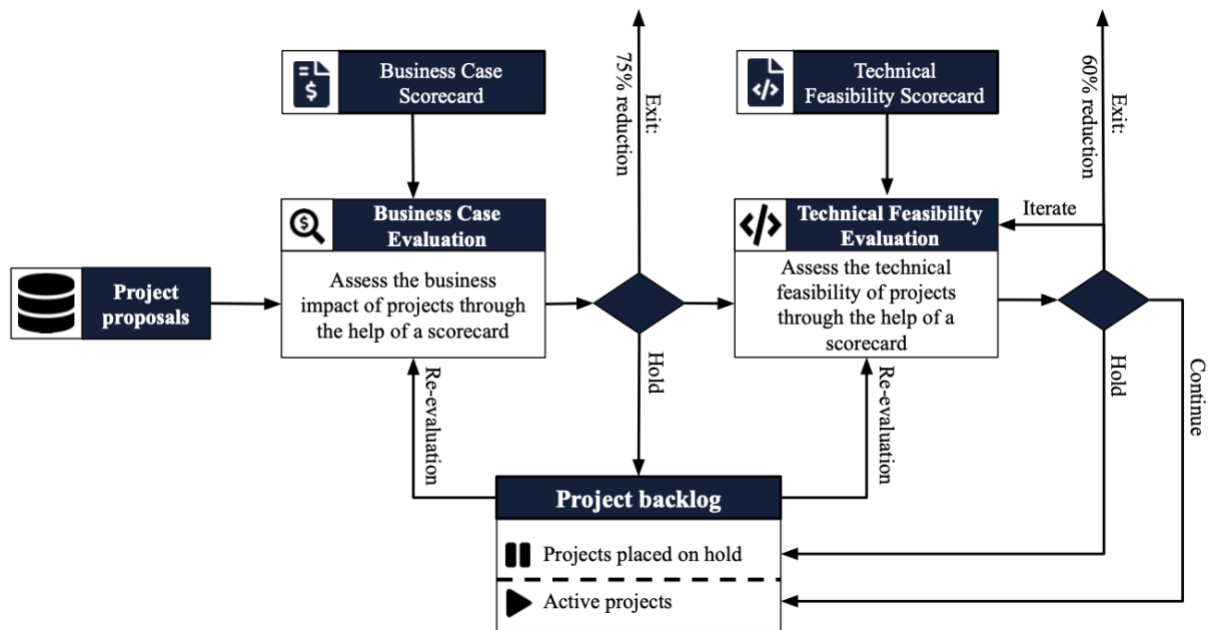 Business Case
Scorecard
75% reduction
Exit:
Technical
Feasibility Scorecard
60% reduction
Exit:
Business Case
Evaluation
Technical Feasibility
Evaluation
Iterate
Project
proposals
Assess the business
impact of projects through
the help of a scorecard
Assess the technical
feasibility of projects
through the help of a
scorecard
Re-evaluation
Hold
Re-evaluation
Hold
Continue
Project backlog
Projects placed on hold
Active projects